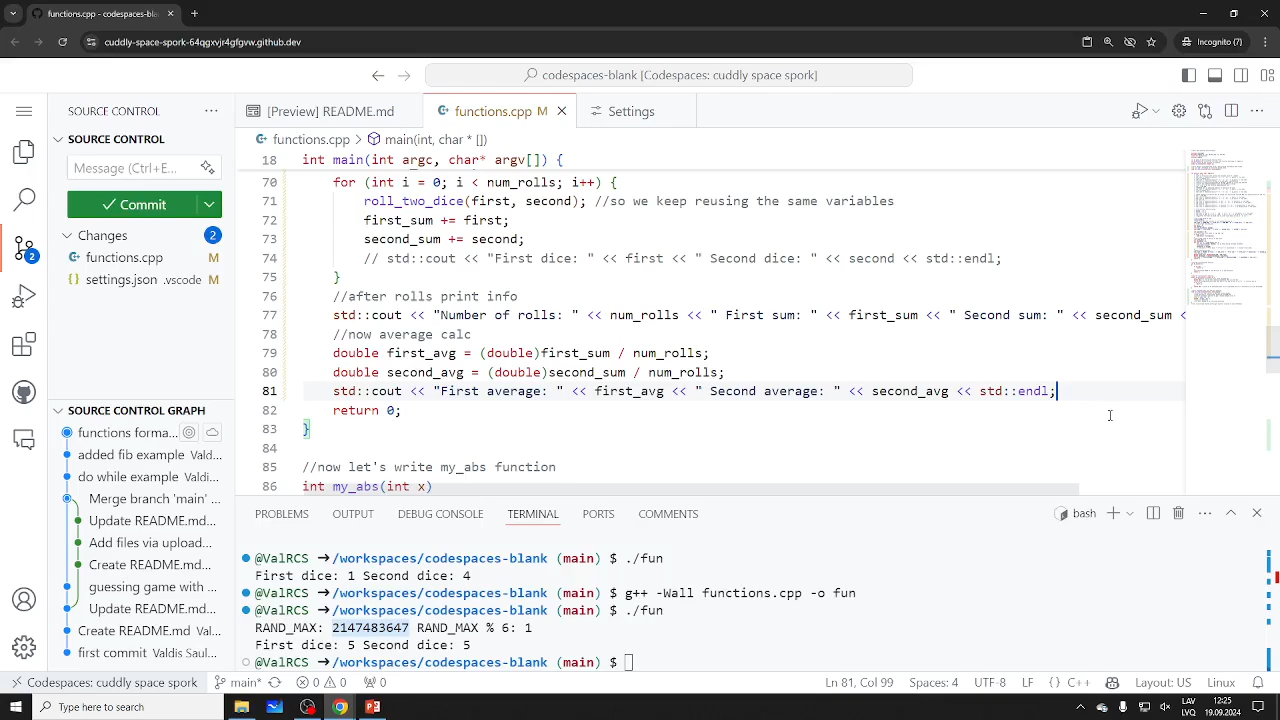 functions.cpp - codespaces-blan
cuddly-space-spork-64qgxvjr4gfgvw.github.dev
Incognito (7)
codespaces-blank [Codespaces: cuddly space spork]
SOURCE CONTROL
[Preview] README.md
functions.cpp M
Settings
SOURCE CONTROL
functions.cpp > main(int, char * [])
Message (Ctrl+E...
Commit
Changes 2
functions.cpp M
settings.json .vscode M
2
18 int main(int argc, char* argv[]) {
70 for (int i = 0; i < num_rolls; i++)
71 roll_two_dice(first, second); //so we keep reusing the same variables
72 first_sum += first;
73 second_sum += second;
74 // std::cout << "First dice: " << first << " Second dice: " << second << std::endl;
75 }
76 //after rolls print info
77 std::cout << "Number of rolls: " << num_rolls << " First sum: " << first_sum << " Second sum: " << second_sum <
78 //now average calc
79 double first_avg = (double)first_sum / num_rolls;
80 double second_avg = (double)second_sum / num_rolls;
81 std::cout << "First average: " << first_avg << " Second average: " << second_avg << std::endl;
82 return 0;
83 }
84
85 //now let's write my_abs function
86 int my_abs(int x)
SOURCE CONTROL GRAPH
functions forma...
added fib example Vald...
do while example Valdi...
Merge branch 'main' ...
Update README.md...
Add files via upload...
Create README.md...
guessing game with ...
Update README.md...
Create README.md Val...
first commit Valdis Saul...
PROBLEMS OUTPUT DEBUG CONSOLE TERMINAL PORTS COMMENTS
bash
@ValRCS ➜/workspaces/codespaces-blank (main) $ ./fun
First dice: 1 Second dice: 4
@ValRCS ➜/workspaces/codespaces-blank (main) $ g++ -Wall functions.cpp -o fun
@ValRCS ➜/workspaces/codespaces-blank (main) $ ./fun
RAND_MAX: 2147483647 RAND_MAX % 6: 1
First dice: 5 Second dice: 5
@ValRCS ➜/workspaces/codespaces-blank (main) $
Codespaces: cuddly space spork main* 0 0 0
Ln 81, Col 99 Spaces: 4 UTF-8 LF {} C++ Layout: US Linux
Type here to search
LAV
12:25
19.09.2024